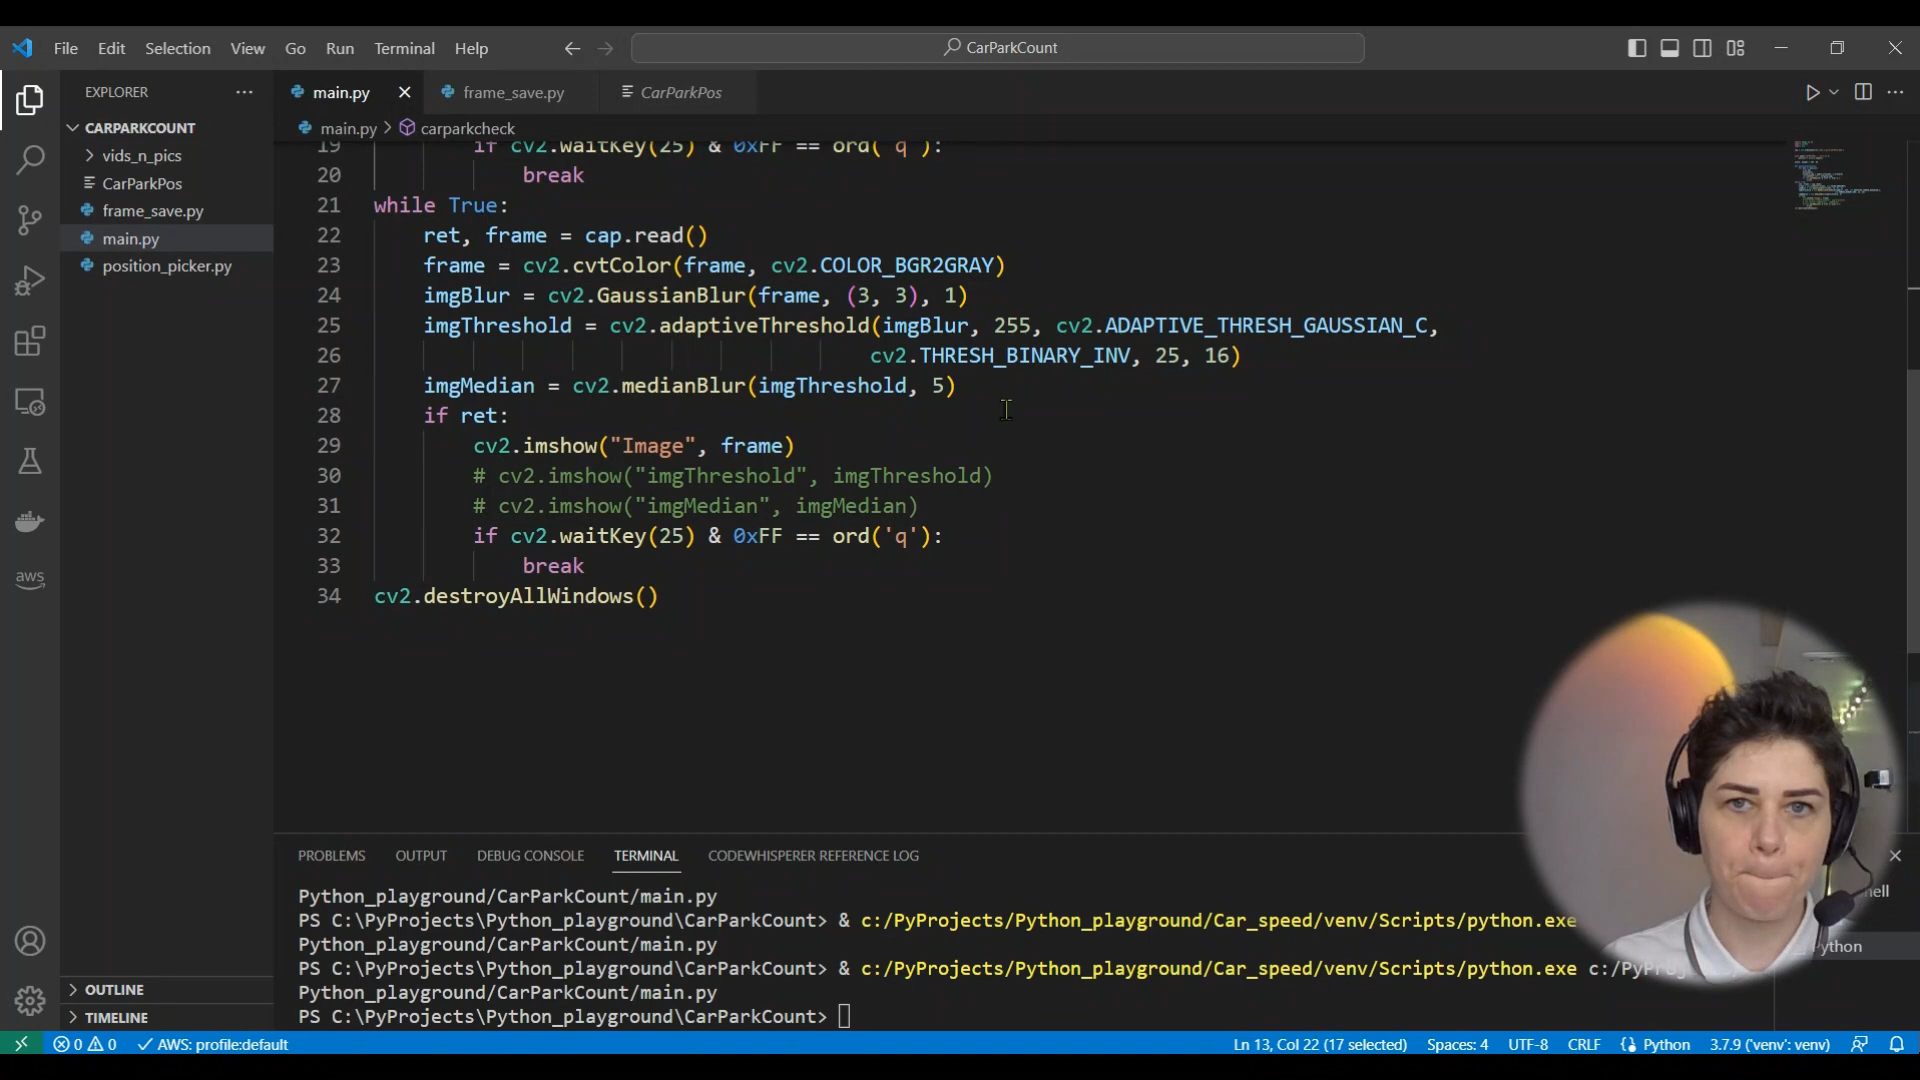 File Edit Selection View Go Run Terminal Help
CarParkCount
EXPLORER
main.py
frame_save.py
CarParkPos
main.py > carparkcheck
CARPARKCOUNT
vids_n_pics
CarParkPos
frame_save.py
main.py
position_picker.py
aws
OUTLINE
TIMELINE
19 if cv2.waitKey(25) & 0xFF == ord('q'):
20 break
21 while True:
22 ret, frame = cap.read()
23 frame = cv2.cvtColor(frame, cv2.COLOR_BGR2GRAY)
24 imgBlur = cv2.GaussianBlur(frame, (3, 3), 1)
25 imgThreshold = cv2.adaptiveThreshold(imgBlur, 255, cv2.ADAPTIVE_THRESH_GAUSSIAN_C,
26 cv2.THRESH_BINARY_INV, 25, 16)
27 imgMedian = cv2.medianBlur(imgThreshold, 5)
28 if ret:
29 cv2.imshow("Image", frame)
30 # cv2.imshow("imgThreshold", imgThreshold)
31 # cv2.imshow("imgMedian", imgMedian)
32 if cv2.waitKey(25) & 0xFF == ord('q'):
33 break
34 cv2.destroyAllWindows()
PROBLEMS OUTPUT DEBUG CONSOLE TERMINAL CODEWHISPERER REFERENCE LOG
Python_playground/CarParkCount/main.py
PS C:\PyProjects\Python_playground\CarParkCount> & c:/PyProjects/Python_playground/Car_speed/venv/Scripts/python.exe
Python_playground/CarParkCount/main.py
PS C:\PyProjects\Python_playground\CarParkCount> & c:/PyProjects/Python_playground/Car_speed/venv/Scripts/python.exe
Python_playground/CarParkCount/main.py
PS C:\PyProjects\Python_playground\CarParkCount>
0 0 AWS: profile:default
Ln 13, Col 22 (17 selected) Spaces: 4 UTF-8 CRLF Python 3.7.9 ('venv': venv)